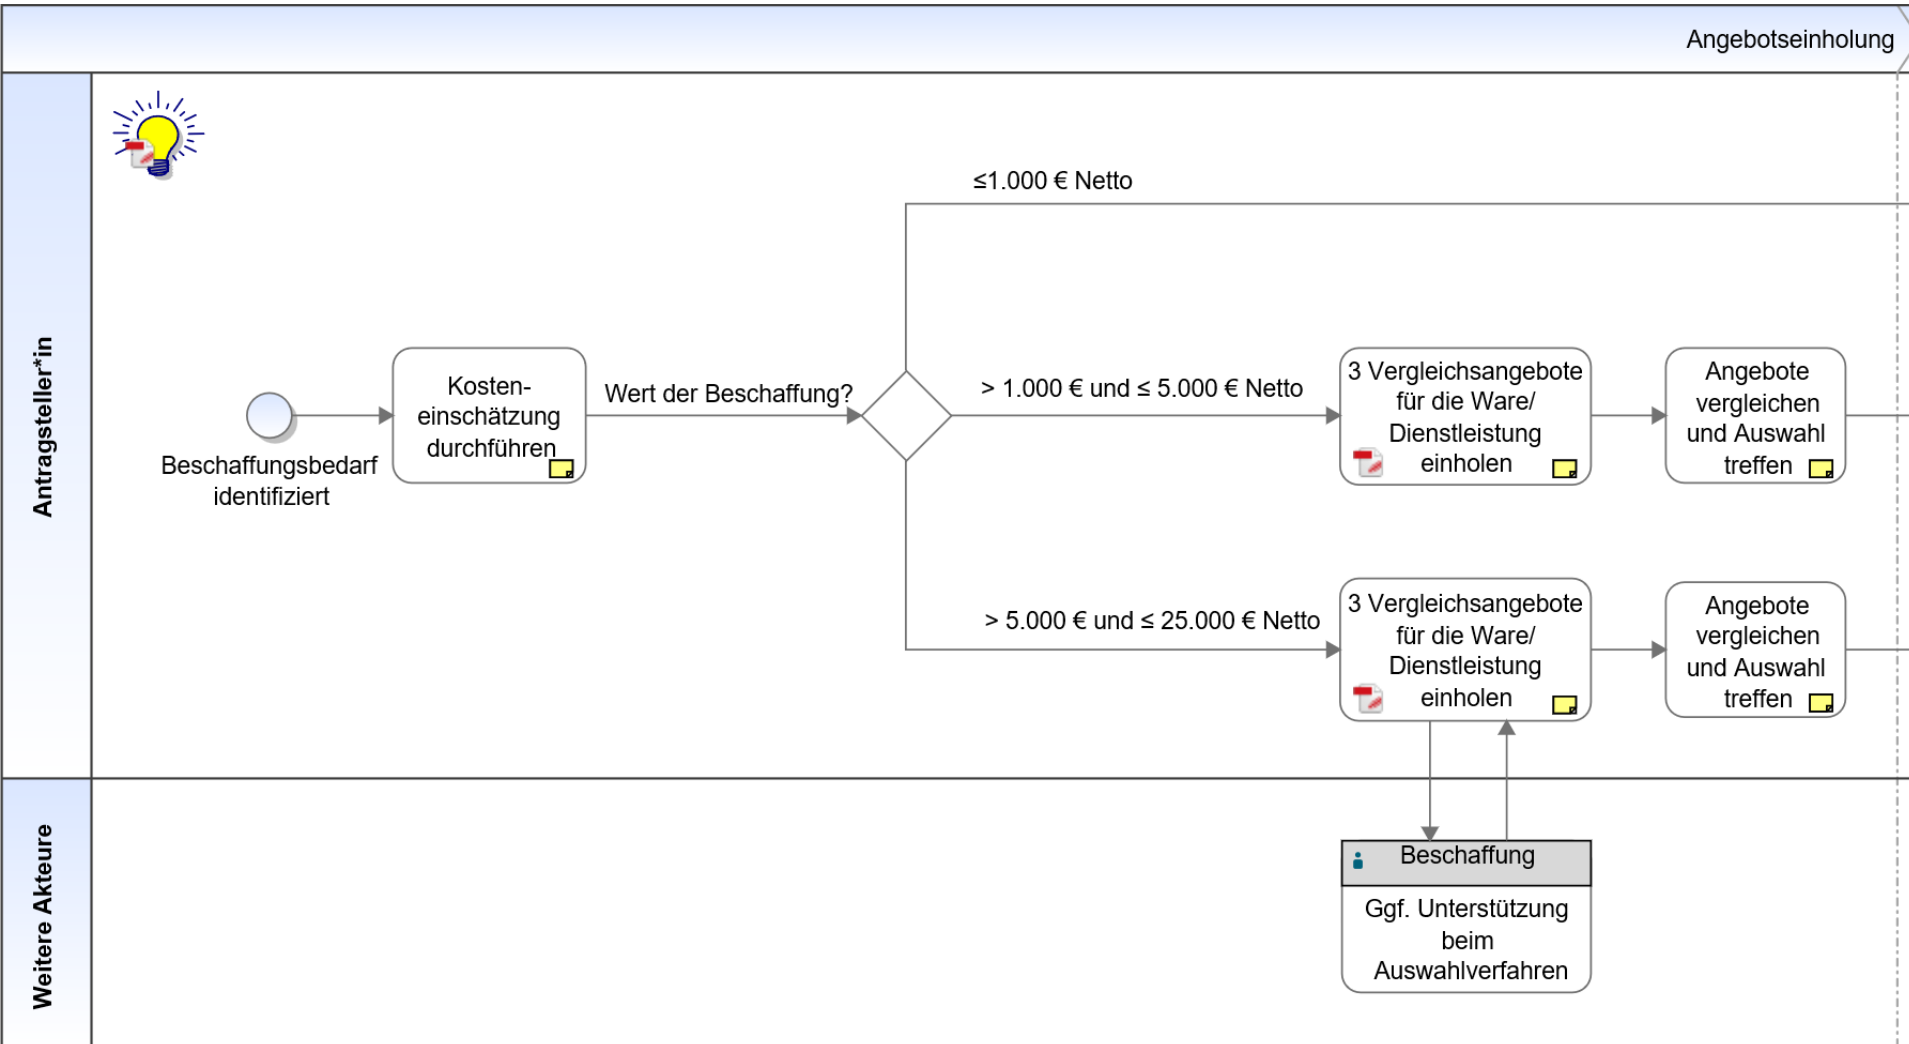 Angebotseinholung
Antragsteller*in
≤1.000 € Netto
Beschaffungsbedarf
identifiziert
Kosten-
einschätzung
durchführen
Wert der Beschaffung?
> 1.000 € und ≤ 5.000 € Netto
3 Vergleichsangebote
für die Ware/
Dienstleistung
einholen
Angebote
vergleichen
und Auswahl
treffen
> 5.000 € und ≤ 25.000 € Netto
3 Vergleichsangebote
für die Ware/
Dienstleistung
einholen
Angebote
vergleichen
und Auswahl
treffen
Weitere Akteure
Beschaffung
Ggf. Unterstützung
beim
Auswahlverfahren